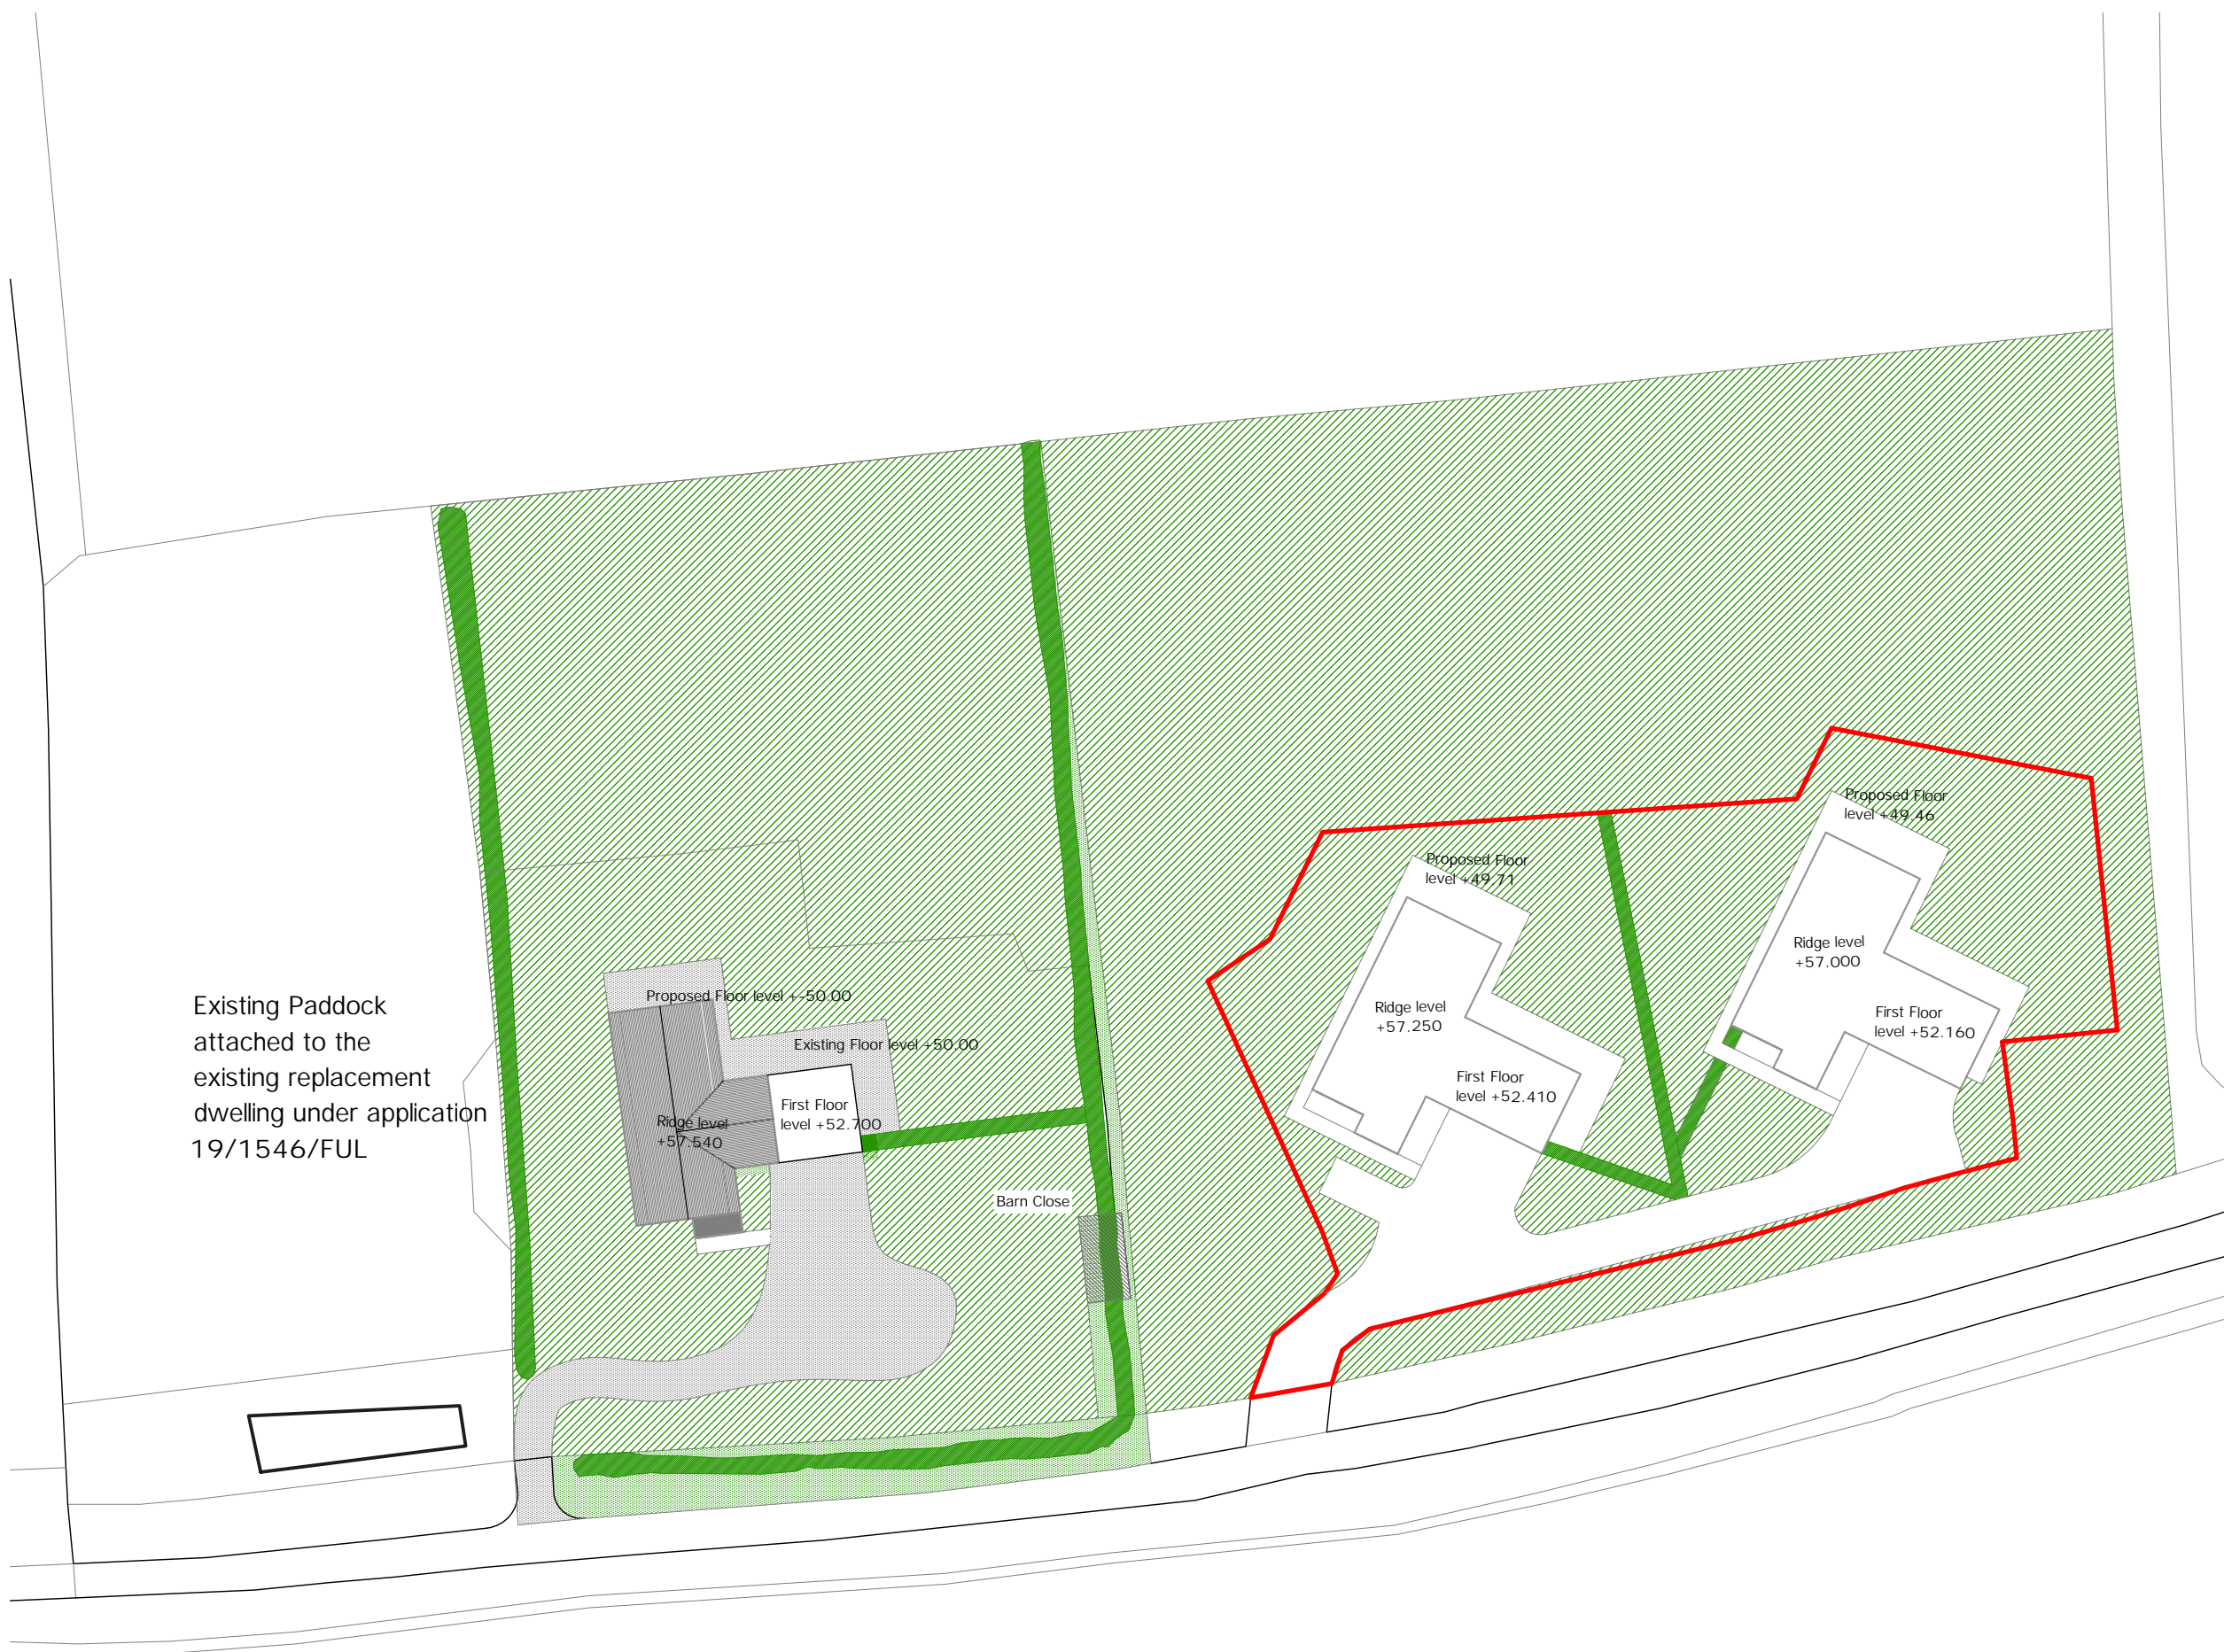 Proposed Floor
level +49.46
Proposed Floor
level +49.71
Ridge level
+57.000
First Floor
level +52.160
Ridge level
+57.250
First Floor
level +52.410
Proposed Floor level +-50.00
Existing Floor level +50.00
First Floor
level +52.700
Ridge level
+57.540
Barn Close
Existing Paddock
attached to the
existing replacement
dwelling under application
19/1546/FUL